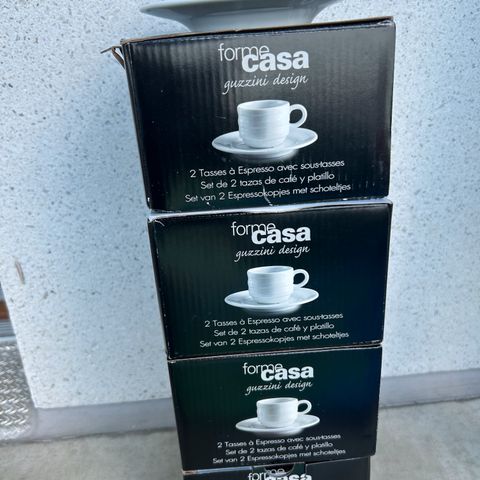 forme
casa
guzzini design
2 Tasses à Espresso avec sous-tasses
Set de 2 tazas de café y platillo
Set van 2 Espressokopjes met schoteltjes
forme
casa
guzzini design
2 Tasses à Espresso avec sous-tasses
Set de 2 tazas de café y platillo
Set van 2 Espressokopjes met schoteltjes
forme
casa
guzzini design
2 Tasses à Espresso avec sous-tasses
Set de 2 tazas de café y platillo
Set van 2 Espressokopjes met schoteltjes
forme
casa